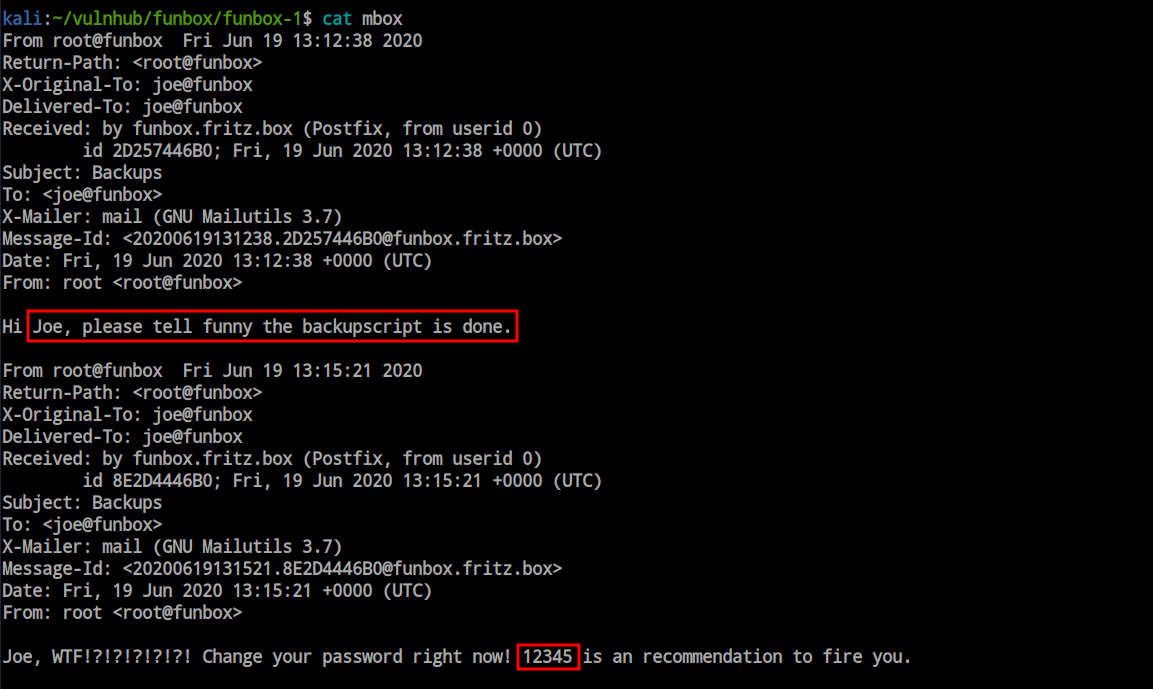 kali:~/vulnhub/funbox/funbox-1$ cat mbox
From root@funbox  Fri Jun 19 13:12:38 2020
Return-Path: <root@funbox>
X-Original-To: joe@funbox
Delivered-To: joe@funbox
Received: by funbox.fritz.box (Postfix, from userid 0)
        id 2D257446B0; Fri, 19 Jun 2020 13:12:38 +0000 (UTC)
Subject: Backups
To: <joe@funbox>
X-Mailer: mail (GNU Mailutils 3.7)
Message-Id: <20200619131238.2D257446B0@funbox.fritz.box>
Date: Fri, 19 Jun 2020 13:12:38 +0000 (UTC)
From: root <root@funbox>

Hi Joe, please tell funny the backupscript is done.

From root@funbox  Fri Jun 19 13:15:21 2020
Return-Path: <root@funbox>
X-Original-To: joe@funbox
Delivered-To: joe@funbox
Received: by funbox.fritz.box (Postfix, from userid 0)
        id 8E2D4446B0; Fri, 19 Jun 2020 13:15:21 +0000 (UTC)
Subject: Backups
To: <joe@funbox>
X-Mailer: mail (GNU Mailutils 3.7)
Message-Id: <20200619131521.8E2D4446B0@funbox.fritz.box>
Date: Fri, 19 Jun 2020 13:15:21 +0000 (UTC)
From: root <root@funbox>

Joe, WTF!?!?!?!?!?! Change your password right now! 12345 is an recommendation to fire you.